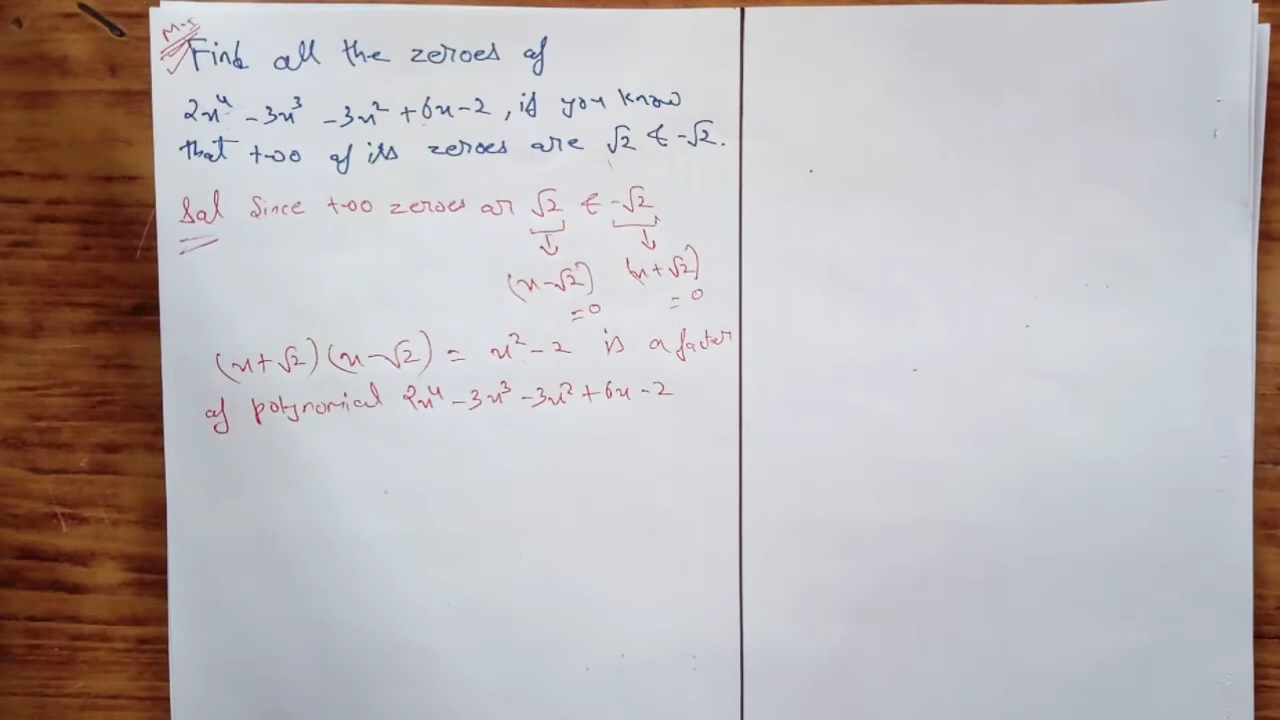 M-I
Find all the zeroes of
2x⁴ - 3x³ - 3x² + 6x - 2, if you know
that two of its zeroes are √2 & -√2.
Sol Since two zeroes ar √2 & -√2
(x-√2) (x+√2)
=0 =0
(x+√2)(x-√2) = x² - 2 is a factor
of polynomial 2x⁴ - 3x³ - 3x² + 6x - 2